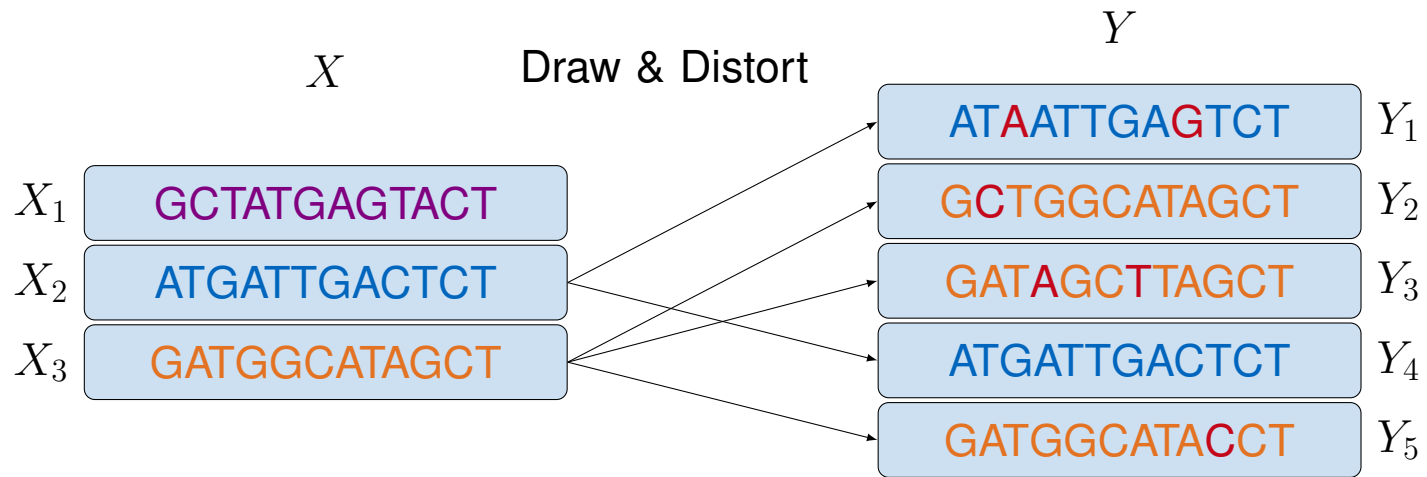 X
Draw & Distort
Y
X₁ GCTATGAGTACT
X₂ ATGATTGACTCT
X₃ GATGGCATAGCT
ATAATTGAGTCT Y₁
GCTGGCATAGCT Y₂
GATAGCTTAGCT Y₃
ATGATTGACTCT Y₄
GATGGCATACCT Y₅